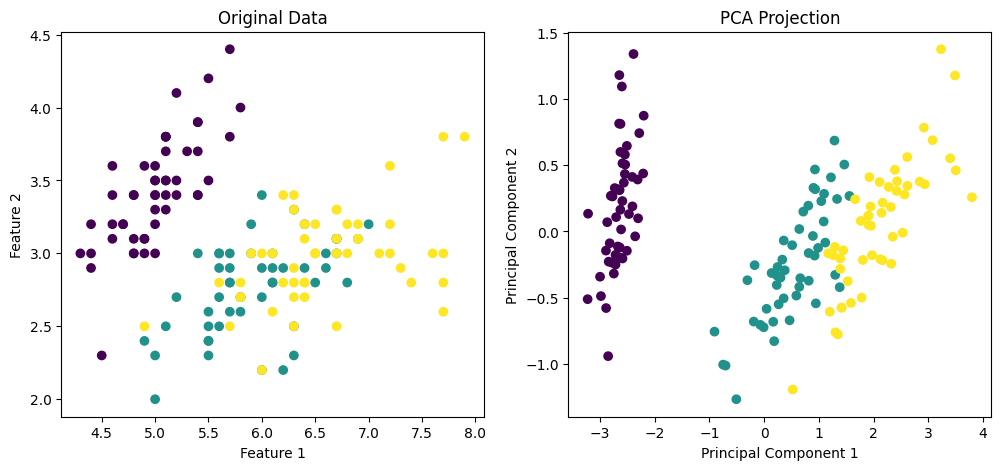 Original Data
4.5
4.0
3.5
3.0
2.5
2.0
Feature 2
4.5 5.0 5.5 6.0 6.5 7.0 7.5 8.0
Feature 1
PCA Projection
1.5
1.0
0.5
0.0
−0.5
−1.0
Principal Component 2
−3 −2 −1 0 1 2 3 4
Principal Component 1